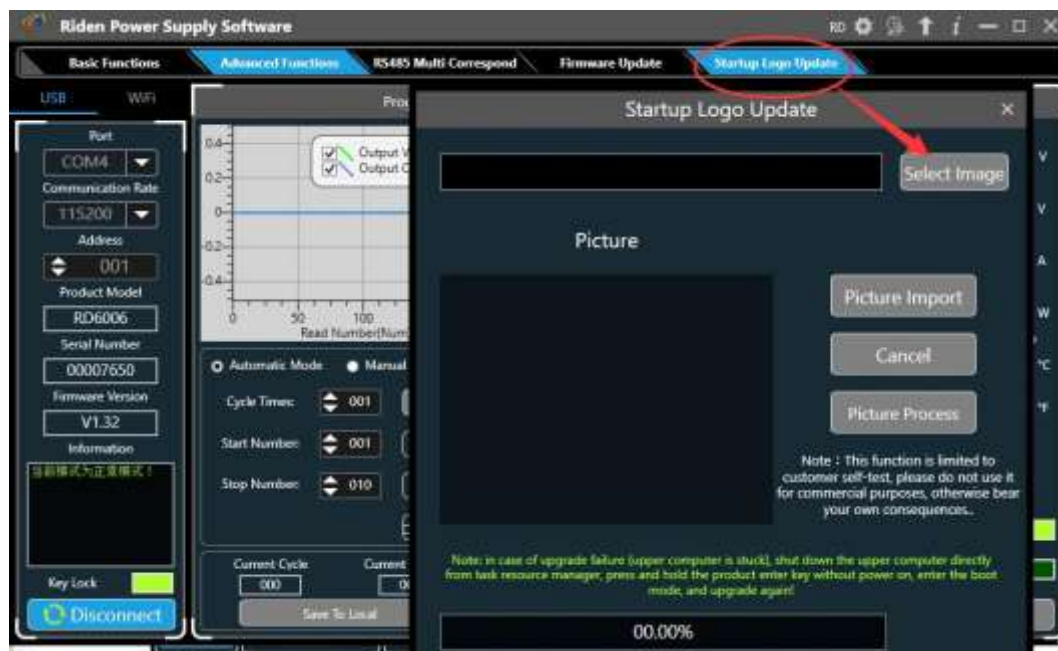 Riden Power Supply Software
RD
Basic Functions
Advanced Functions
RS485 Multi Correspond
Firmware Update
Startup Logo Update
USB
WiFi
Port
COM4
Communication Rate
115200
Address
001
Product Model
RD6006
Serial Number
00007650
Firmware Version
V1.32
Information
当前模式为正常模式！
Key Lock
Disconnect
0.4
0.2
0
-0.2
-0.4
0
50
100
Output V
Output C
Read Number(Num
Automatic Mode
Manual
Cycle Times:
001
Start Number:
001
Stop Number:
010
Current Cycle
Current
000
Save To Local
Startup Logo Update
Select Image
Picture
Picture Import
Cancel
Picture Process
Note：This function is limited to
customer self-test, please do not use it
for commercial purposes, otherwise bear
your own consequences..
Note: in case of upgrade failure (upper computer is stuck), shut down the upper computer directly
from task resource manager, press and hold the product enter key without power on, enter the boot
mode, and upgrade again!
00.00%
V
V
A
W
°C
°F